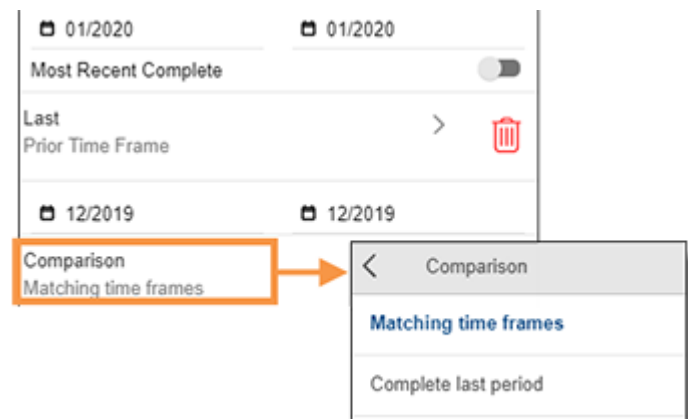 01/2020 01/2020
Most Recent Complete
Last
Prior Time Frame
12/2019 12/2019
Comparison
Matching time frames
Comparison
Matching time frames
Complete last period